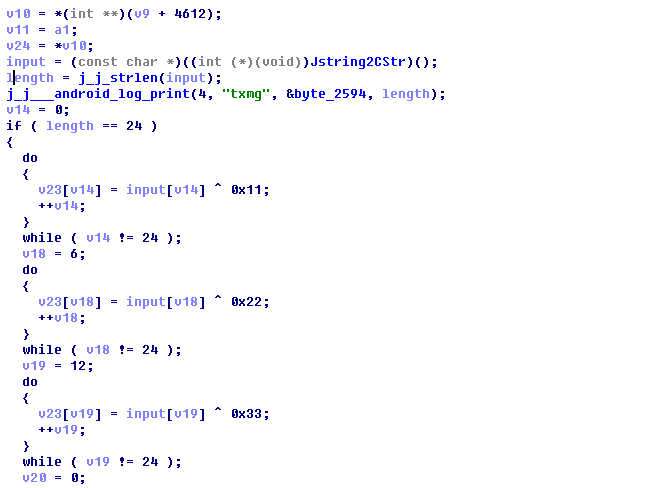 v10 = *(int **)(v9 + 4612);
v11 = a1;
v24 = *v10;
input = (const char *)((int (*)(void))Jstring2CStr)();
length = j_j_strlen(input);
j_j___android_log_print(4, "txmg", &byte_2594, length);
v14 = 0;
if ( length == 24 )
{
  do
  {
    v23[v14] = input[v14] ^ 0x11;
    ++v14;
  }
  while ( v14 != 24 );
  v18 = 6;
  do
  {
    v23[v18] = input[v18] ^ 0x22;
    ++v18;
  }
  while ( v18 != 24 );
  v19 = 12;
  do
  {
    v23[v19] = input[v19] ^ 0x33;
    ++v19;
  }
  while ( v19 != 24 );
  v20 = 0;